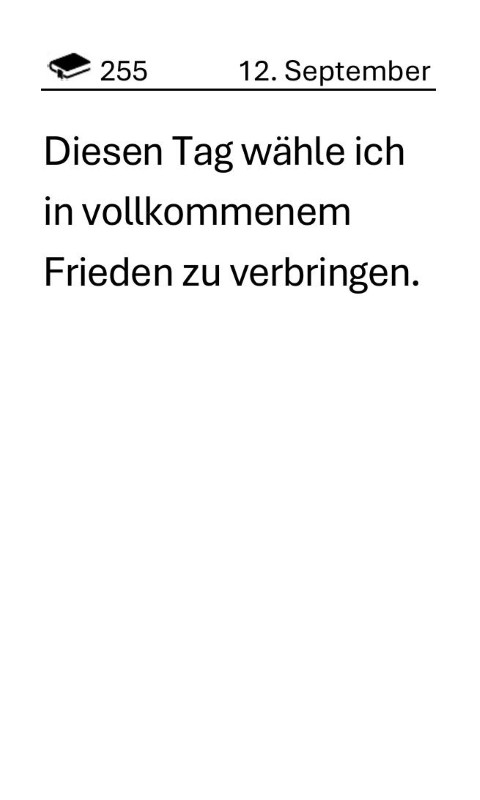 255 12. September
Diesen Tag wähle ich
in vollkommenem
Frieden zu verbringen.